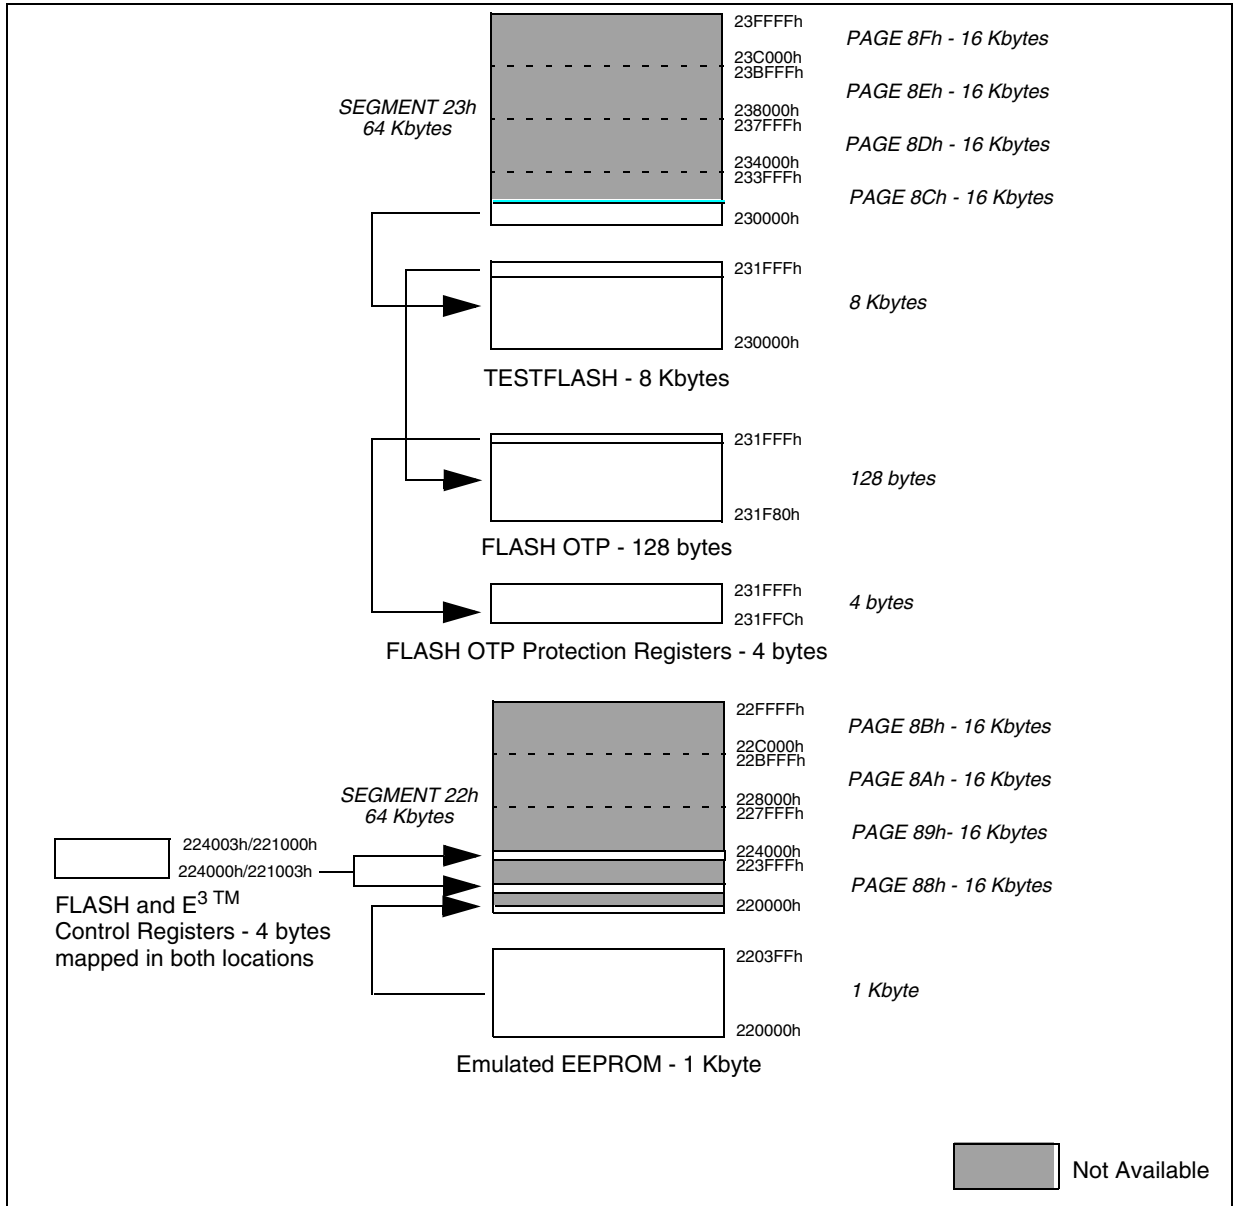 23FFFFh
PAGE 8Fh - 16 Kbytes
23C000h
23BFFFh
PAGE 8Eh - 16 Kbytes
SEGMENT 23h
64 Kbytes
238000h
237FFFh
PAGE 8Dh - 16 Kbytes
234000h
233FFFh
PAGE 8Ch - 16 Kbytes
230000h
231FFFh
8 Kbytes
230000h
TESTFLASH - 8 Kbytes
231FFFh
128 bytes
231F80h
FLASH OTP - 128 bytes
231FFFh
4 bytes
231FFCh
FLASH OTP Protection Registers - 4 bytes
22FFFFh
PAGE 8Bh - 16 Kbytes
22C000h
22BFFFh
PAGE 8Ah - 16 Kbytes
SEGMENT 22h
64 Kbytes
228000h
227FFFh
PAGE 89h- 16 Kbytes
224000h
223FFFh
PAGE 88h - 16 Kbytes
220000h
224003h/221000h
224000h/221003h
FLASH and E3 TM
Control Registers - 4 bytes
mapped in both locations
2203FFh
1 Kbyte
220000h
Emulated EEPROM - 1 Kbyte
Not Available